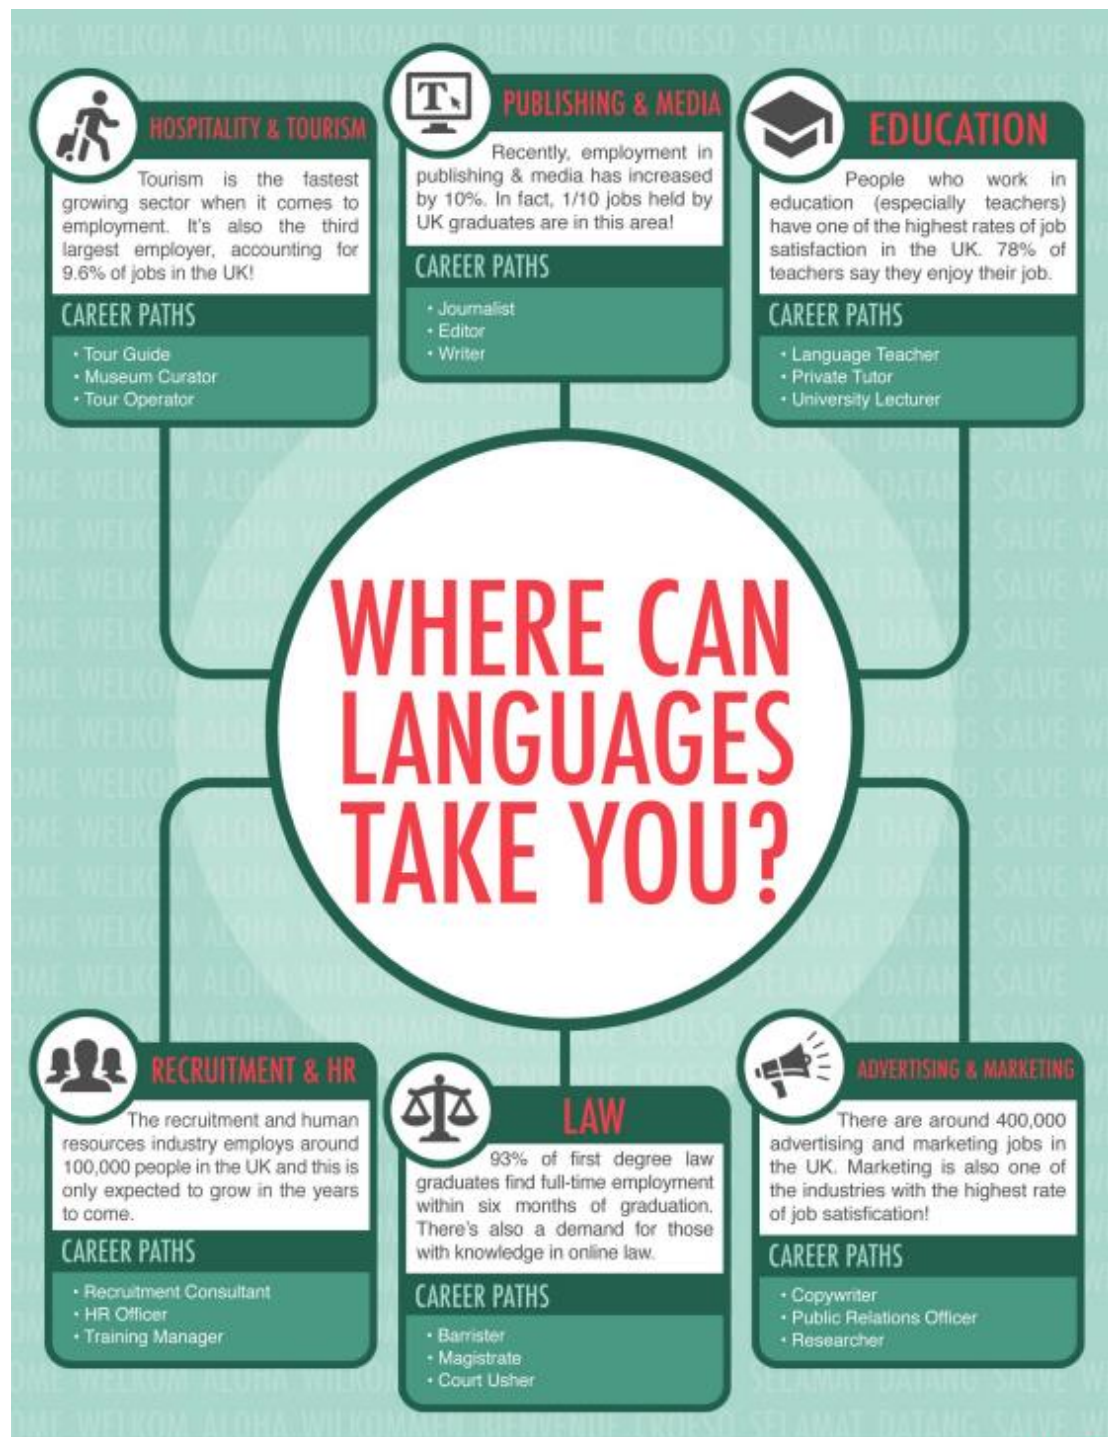 HOSPITALITY & TOURISM
Tourism is the fastest
growing sector when it comes to
employment. It's also the third
largest employer, accounting for
9.6% of jobs in the UK!
CAREER PATHS
• Tour Guide
• Museum Curator
• Tour Operator
T
PUBLISHING & MEDIA
Recently, employment in
publishing & media has increased
by 10%. In fact, 1/10 jobs held by
UK graduates are in this area!
CAREER PATHS
• Journalist
• Editor
• Writer
EDUCATION
People who work in
education (especially teachers)
have one of the highest rates of job
satisfaction in the UK. 78% of
teachers say they enjoy their job.
CAREER PATHS
• Language Teacher
• Private Tutor
• University Lecturer
WHERE CAN
LANGUAGES
TAKE YOU?
RECRUITMENT & HR
The recruitment and human
resources industry employs around
100,000 people in the UK and this is
only expected to grow in the years
to come.
CAREER PATHS
• Recruitment Consultant
• HR Officer
• Training Manager
LAW
93% of first degree law
graduates find full-time employment
within six months of graduation.
There's also a demand for those
with knowledge in online law.
CAREER PATHS
• Barrister
• Magistrate
• Court Usher
ADVERTISING & MARKETING
There are around 400,000
advertising and marketing jobs in
the UK. Marketing is also one of
the industries with the highest rate
of job satisfication!
CAREER PATHS
• Copywriter
• Public Relations Officer
• Researcher